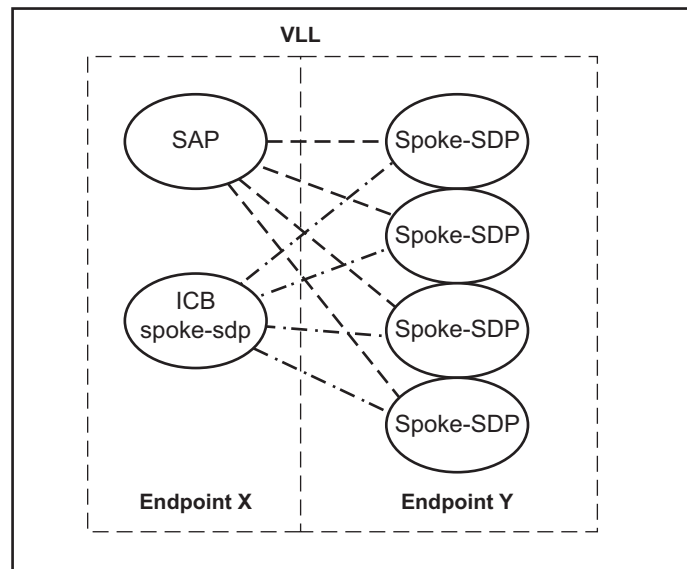 VLL
SAP
Spoke-SDP
Spoke-SDP
ICB
spoke-sdp
Spoke-SDP
Spoke-SDP
Endpoint X
Endpoint Y